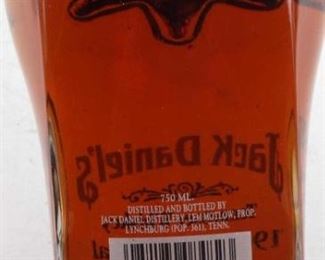 Jack Daniel's
750 ML.
DISTILLED AND BOTTLED BY
JACK DANIEL DISTILLERY, LEM MOTLOW, PROP.
LYNCHBURG (POP. 361), TENN.